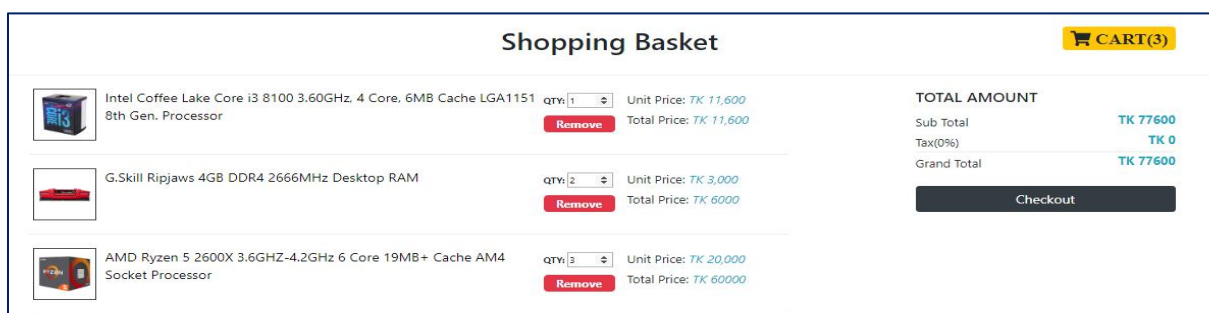 Shopping Basket
CART(3)
Intel Coffee Lake Core i3 8100 3.60GHz, 4 Core, 6MB Cache LGA1151
8th Gen. Processor
QTY: 1
Remove
Unit Price: TK 11,600
Total Price: TK 11,600
G.Skill Ripjaws 4GB DDR4 2666MHz Desktop RAM
QTY: 2
Remove
Unit Price: TK 3,000
Total Price: TK 6000
AMD Ryzen 5 2600X 3.6GHZ-4.2GHz 6 Core 19MB+ Cache AM4
Socket Processor
QTY: 3
Remove
Unit Price: TK 20,000
Total Price: TK 60000
TOTAL AMOUNT
Sub Total TK 77600
Tax(0%) TK 0
Grand Total TK 77600
Checkout
i3
RYZEN